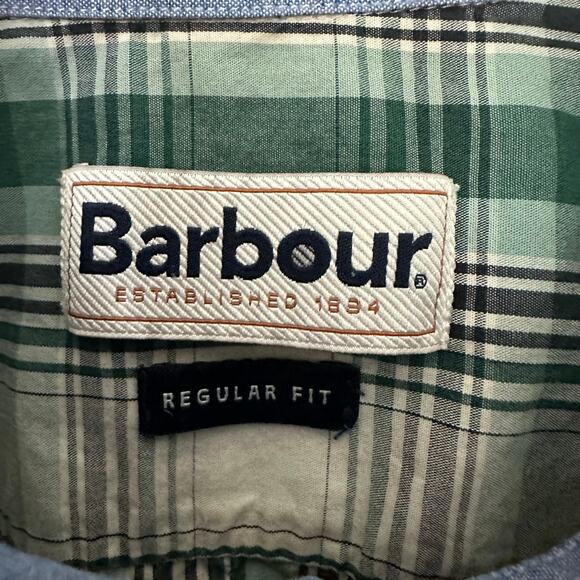 Barbour®
ESTABLISHED 1894
REGULAR FIT